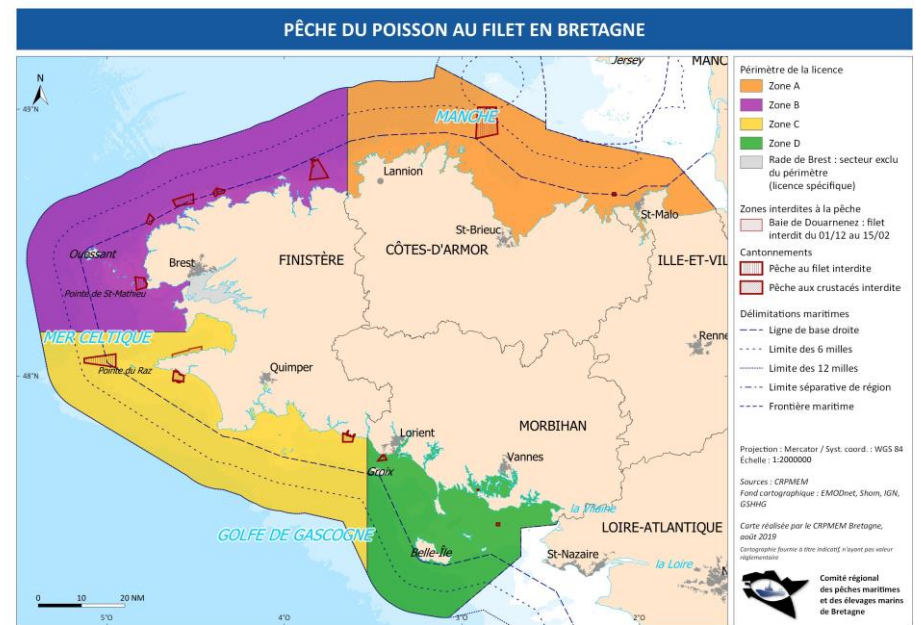 PÊCHE DU POISSON AU FILET EN BRETAGNE
N
Jersey
MANC
49°N
MANCHE
Lannion
St-Malo
St-Brieuc
Ouessant
CÔTES-D'ARMOR
Brest
FINISTÈRE
ILLE-ET-VIL
Pointe de St-Mathieu
MER CELTIQUE
Renne
48°N
Pointe du Raz
Quimper
MORBIHAN
Lorient
Vannes
Groix
la Vilaine
GOLFE DE GASCOGNE
LOIRE-ATLANTIQUE
Belle-Île
St-Nazaire
la Loire
N
0 10 20 NM
5°0 4°0 3°0 2°0
Périmètre de la licence
Zone A
Zone B
Zone C
Zone D
Rade de Brest : secteur exclu
du périmètre
(licence spécifique)
Zones interdites à la pêche
Baie de Douarnenez : filet
interdit du 01/12 au 15/02
Cantonnements
Pêche au filet interdite
Pêche aux crustacés interdite
Délimitations maritimes
Ligne de base droite
Limite des 6 milles
Limite des 12 milles
Limite séparative de région
Frontière maritime
Projection : Mercator / Syst. coord. : WGS 84
Échelle : 1:2000000
Sources : CRPMEM
Fond cartographique : EMODnet, Shom, IGN,
GSHHG
Carte réalisée par le CRPMEM Bretagne,
août 2019
Cartographie fournie à titre indicatif, n'ayant pas valeur
règlementaire
Comité régional
des pêches maritimes
et des élevages marins
de Bretagne